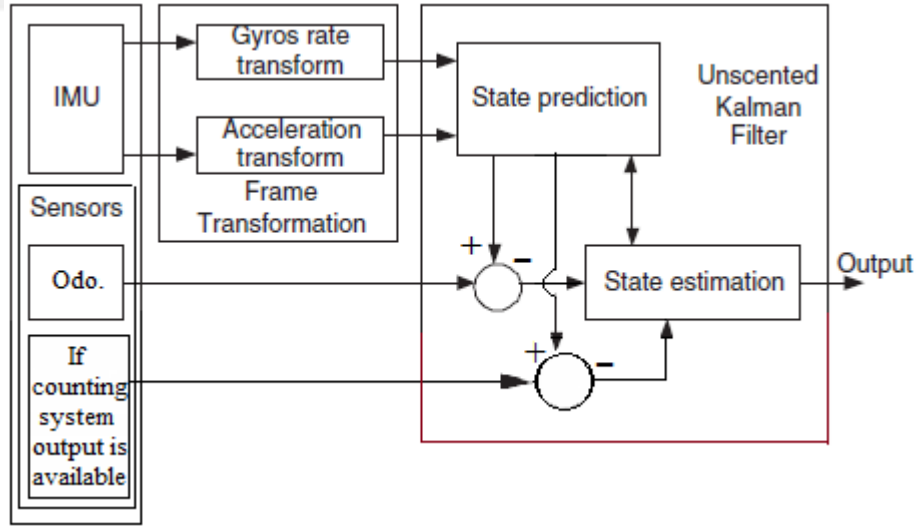 IMU
Gyros rate
transform
Acceleration
transform
Frame
Transformation
State prediction
Unscented
Kalman
Filter
Sensors
Odo.
If
counting
system
output is
available
+
−
State estimation
Output
+
−